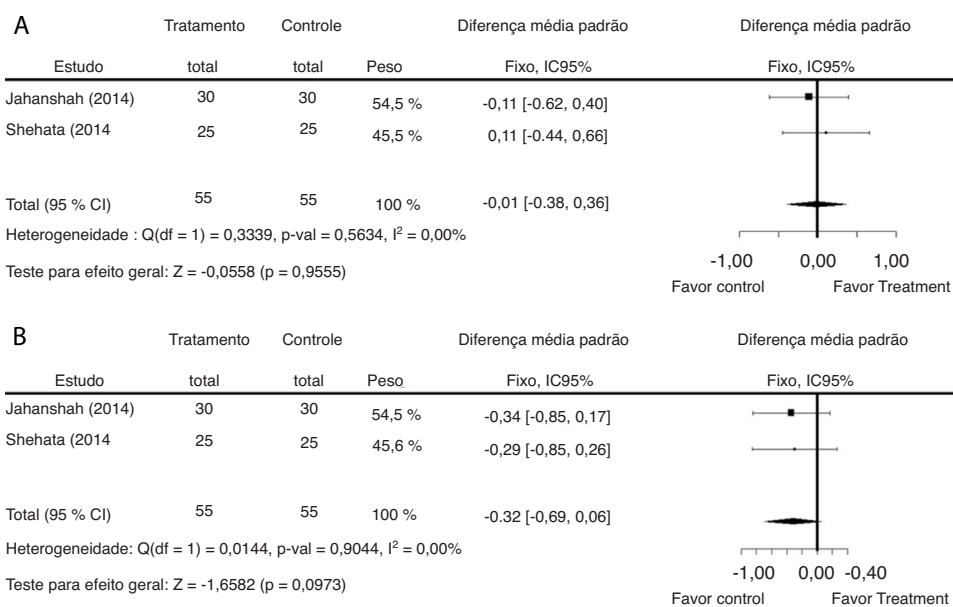 A
Tratamento Controle Diferença média padrão Diferença média padrão
Estudo total total Peso Fixo, IC95% Fixo, IC95%
Jahanshah (2014) 30 30 54,5 % -0,11 [-0.62, 0,40]
Shehata (2014 25 25 45,5 % 0,11 [-0.44, 0,66]
Total (95 % CI) 55 55 100 % -0,01 [-0.38, 0,36]
Heterogeneidade : Q(df = 1) = 0,3339, p-val = 0,5634, I² = 0,00%
Teste para efeito geral: Z = -0,0558 (p = 0,9555)
-1,00 0,00 1,00
Favor control Favor Treatment
B
Tratamento Controle Diferença média padrão Diferença média padrão
Estudo total total Peso Fixo, IC95% Fixo, IC95%
Jahanshah (2014) 30 30 54,5 % -0,34 [-0,85, 0,17]
Shehata (2014 25 25 45,6 % -0,29 [-0,85, 0,26]
Total (95 % CI) 55 55 100 % -0.32 [-0,69, 0,06]
Heterogeneidade: Q(df = 1) = 0,0144, p-val = 0,9044, I² = 0,00%
Teste para efeito geral: Z = -1,6582 (p = 0,0973)
-1,00 0,00 -0,40
Favor control Favor Treatment